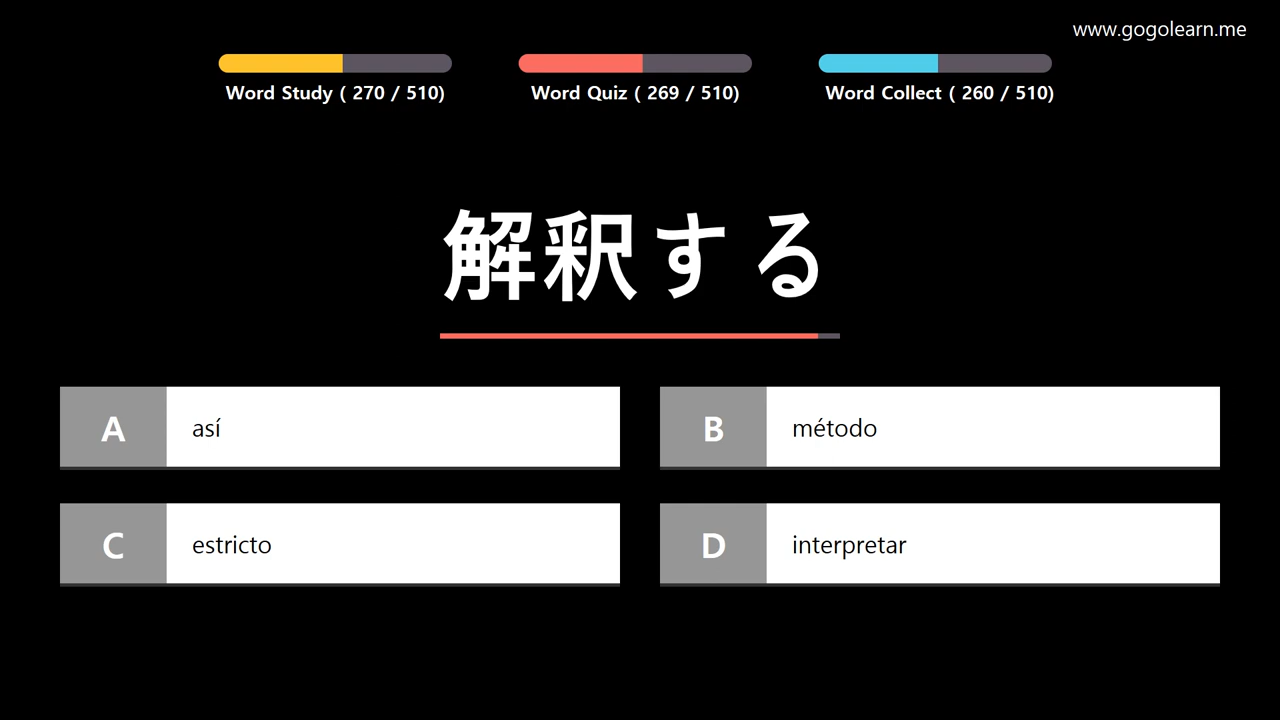 www.gogolearn.me
Word Study ( 270 / 510)
Word Quiz ( 269 / 510)
Word Collect ( 260 / 510)
解釈する
A así
B método
C estricto
D interpretar